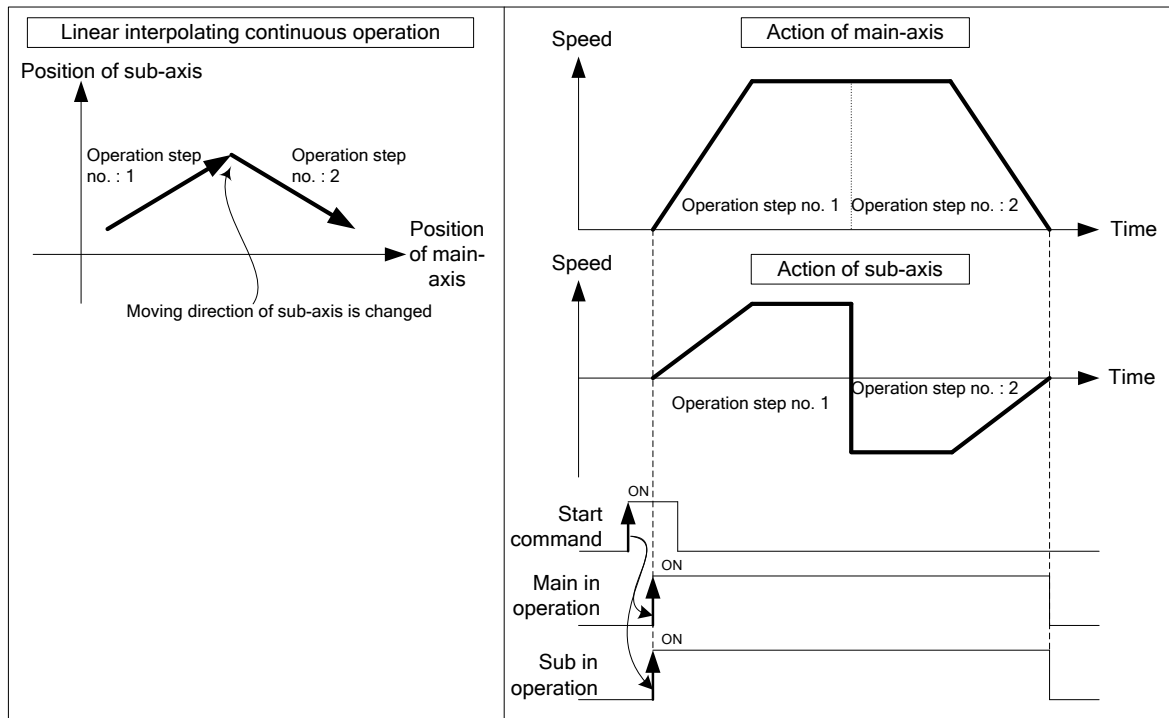 Linear interpolating continuous operation
Position of sub-axis
Operation step
no. : 1
Operation step
no. : 2
Position
of main-
axis
Moving direction of sub-axis is changed
Speed
Action of main-axis
Operation step no. 1
Operation step no. : 2
Time
Speed
Action of sub-axis
Operation step no. 1
Operation step no. : 2
Time
ON
Start
command
ON
Main in
operation
ON
Sub in
operation